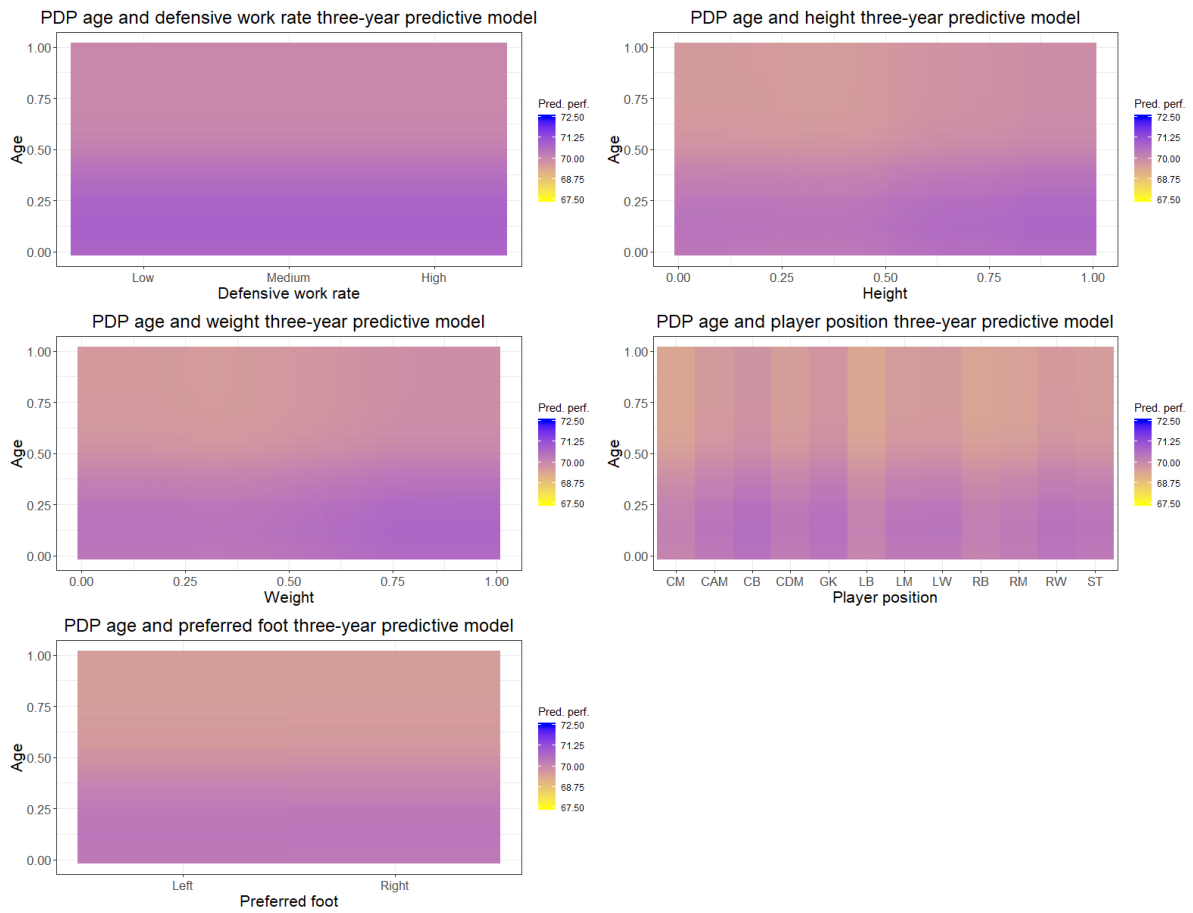 PDP age and defensive work rate three-year predictive model
Age
1.00
0.75
0.50
0.25
0.00
Low Medium High
Defensive work rate
Pred. perf.
72.50
71.25
70.00
68.75
67.50
PDP age and height three-year predictive model
Age
1.00
0.75
0.50
0.25
0.00
0.00 0.25 0.50 0.75 1.00
Height
Pred. perf.
72.50
71.25
70.00
68.75
67.50
PDP age and weight three-year predictive model
Age
1.00
0.75
0.50
0.25
0.00
0.00 0.25 0.50 0.75 1.00
Weight
Pred. perf.
72.50
71.25
70.00
68.75
67.50
PDP age and player position three-year predictive model
Age
1.00
0.75
0.50
0.25
0.00
CM CAM CB CDM GK LB LM LW RB RM RW ST
Player position
Pred. perf.
72.50
71.25
70.00
68.75
67.50
PDP age and preferred foot three-year predictive model
Age
1.00
0.75
0.50
0.25
0.00
Left Right
Preferred foot
Pred. perf.
72.50
71.25
70.00
68.75
67.50